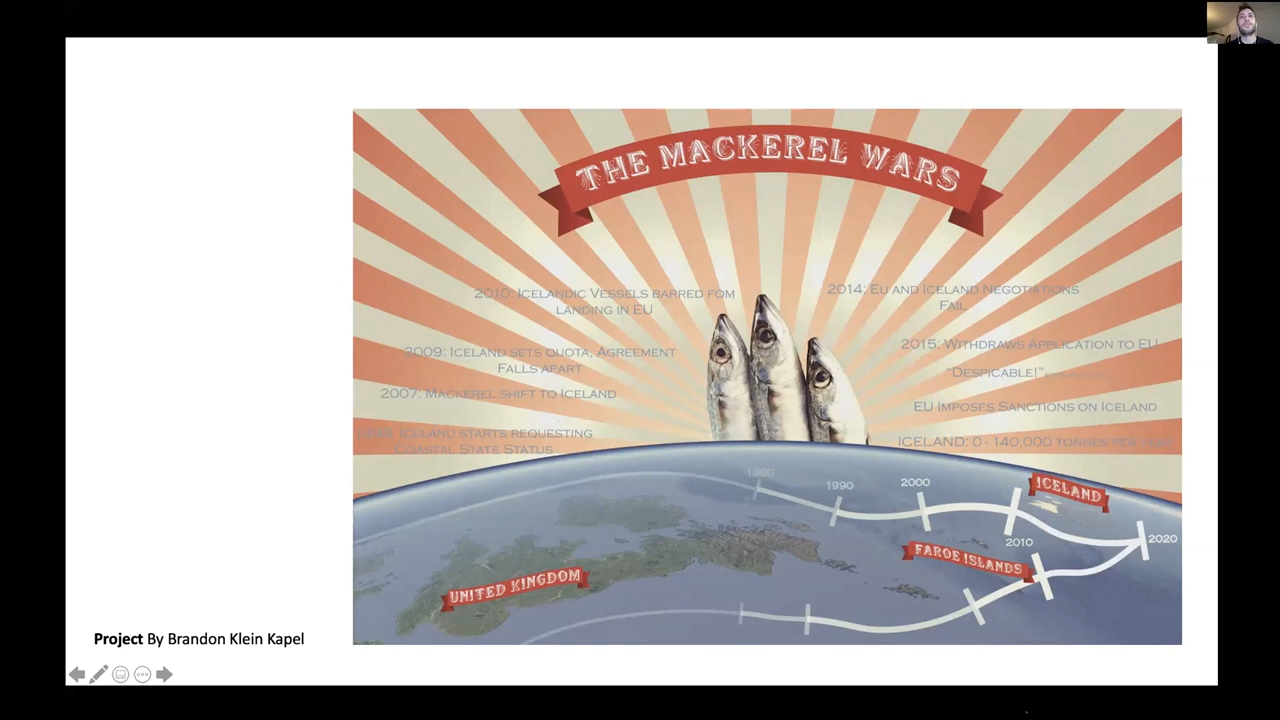 THE MACKEREL WARS
2010: ICELANDIC VESSELS BARRED FOM
LANDING IN EU
2009: ICELAND SETS QUOTA, AGREEMENT
FALLS APART
2007: MACKEREL SHIFT TO ICELAND
ICELAND STARTS REQUESTING
COASTAL STATE STATUS
2014: EU AND ICELAND NEGOTIATIONS
FAIL
2015: WITHDRAWS APPLICATION TO EU
"DESPICABLE!"
EU IMPOSES SANCTIONS ON ICELAND
ICELAND: 0 - 140,000 TONNES PER
1980
1990
2000
2010
2020
ICELAND
FAROE ISLANDS
UNITED KINGDOM
Project By Brandon Klein Kapel